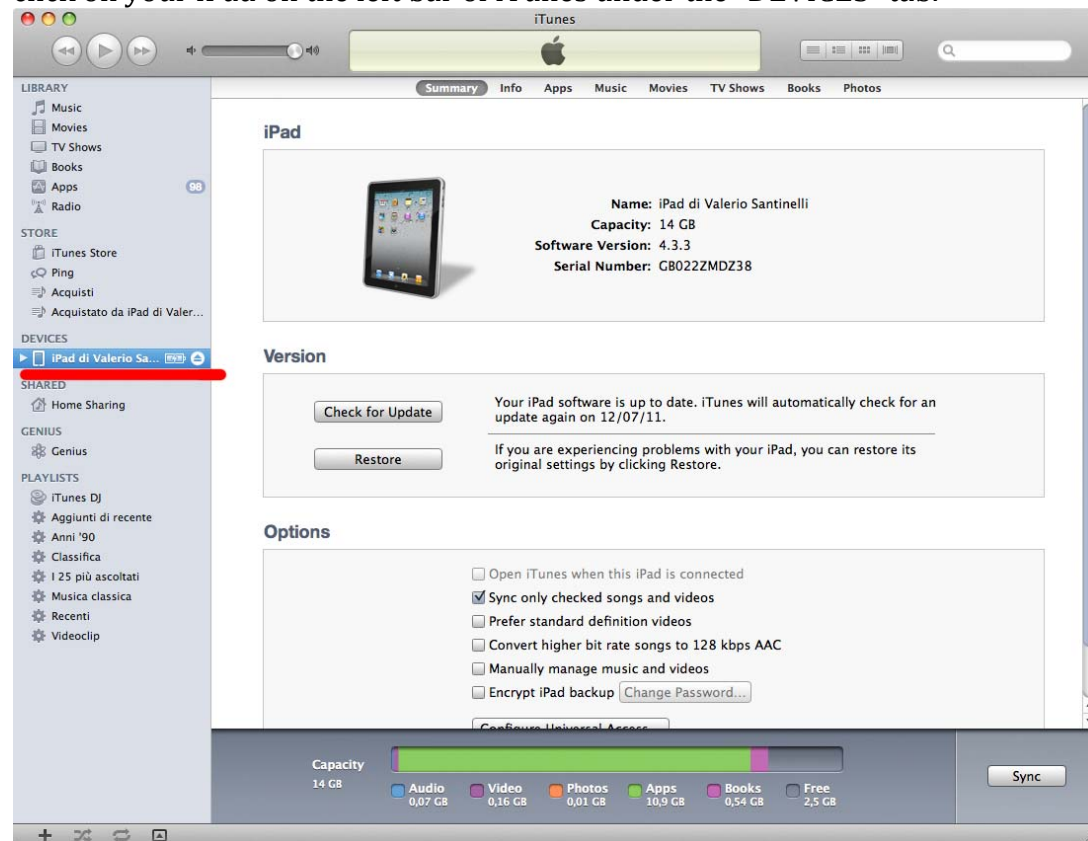 click on your iPad on the left bar of iTunes under the "DEVICES" tab.
iTunes
LIBRARY
Music
Movies
TV Shows
Books
Apps 98
Radio
STORE
iTunes Store
Ping
Acquisti
Acquistato da iPad di Valer...
DEVICES
iPad di Valerio Sa...
SHARED
Home Sharing
GENIUS
Genius
PLAYLISTS
iTunes DJ
Aggiunti di recente
Anni '90
Classifica
I 25 più ascoltati
Musica classica
Recenti
Videoclip
Summary Info Apps Music Movies TV Shows Books Photos
iPad
Name: iPad di Valerio Santinelli
Capacity: 14 GB
Software Version: 4.3.3
Serial Number: GB022ZMDZ38
Version
Check for Update
Your iPad software is up to date. iTunes will automatically check for an
update again on 12/07/11.
Restore
If you are experiencing problems with your iPad, you can restore its
original settings by clicking Restore.
Options
Open iTunes when this iPad is connected
Sync only checked songs and videos
Prefer standard definition videos
Convert higher bit rate songs to 128 kbps AAC
Manually manage music and videos
Encrypt iPad backup Change Password...
Configure Universal Access...
Capacity
14 GB
Audio
0,07 GB
Video
0,16 GB
Photos
0,01 GB
Apps
10,9 GB
Books
0,54 GB
Free
2,5 GB
Sync